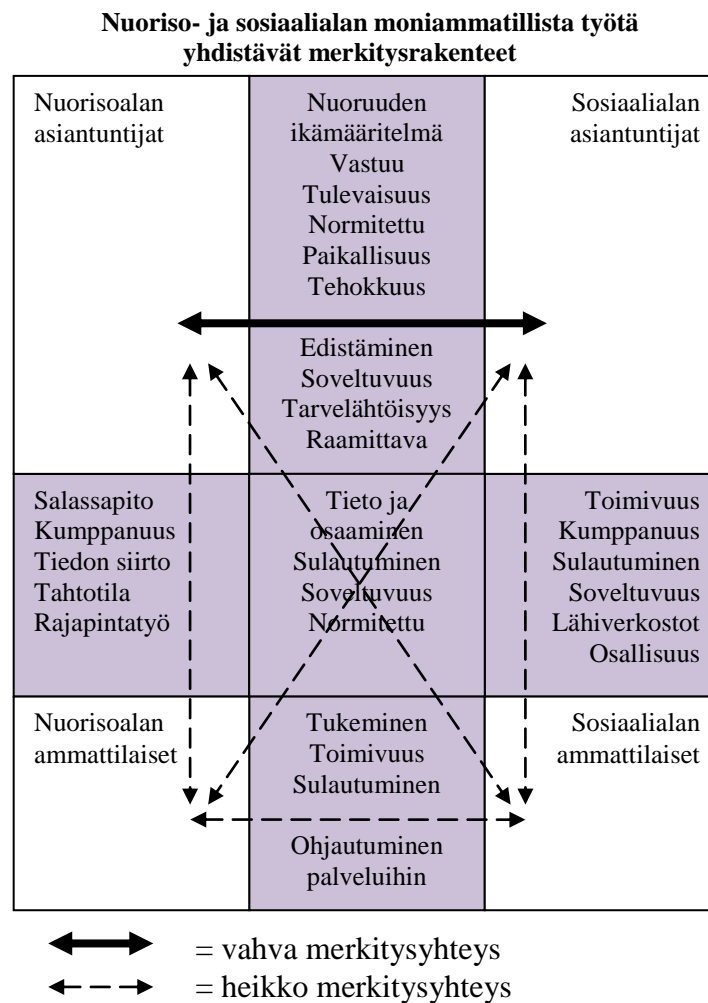 Nuoriso- ja sosiaalialan moniammatillista työtä
yhdistävät merkitysrakenteet
Nuorisoalan
asiantuntijat
Nuoruuden
ikämääritelmä
Vastuu
Tulevaisuus
Normitettu
Paikallisuus
Tehokkuus
Edistäminen
Soveltuvuus
Tarvelähtöisyys
Raamittava
Sosiaalialan
asiantuntijat
Salassapito
Kumppanuus
Tiedon siirto
Tahtotila
Rajapintatyö
Tieto ja
osaaminen
Sulautuminen
Soveltuvuus
Normitettu
Toimivuus
Kumppanuus
Sulautuminen
Soveltuvuus
Lähiverkostot
Osallisuus
Nuorisoalan
ammattilaiset
Tukeminen
Toimivuus
Sulautuminen
Ohjautuminen
palveluihin
Sosiaalialan
ammattilaiset
= vahva merkitysyhteys
= heikko merkitysyhteys